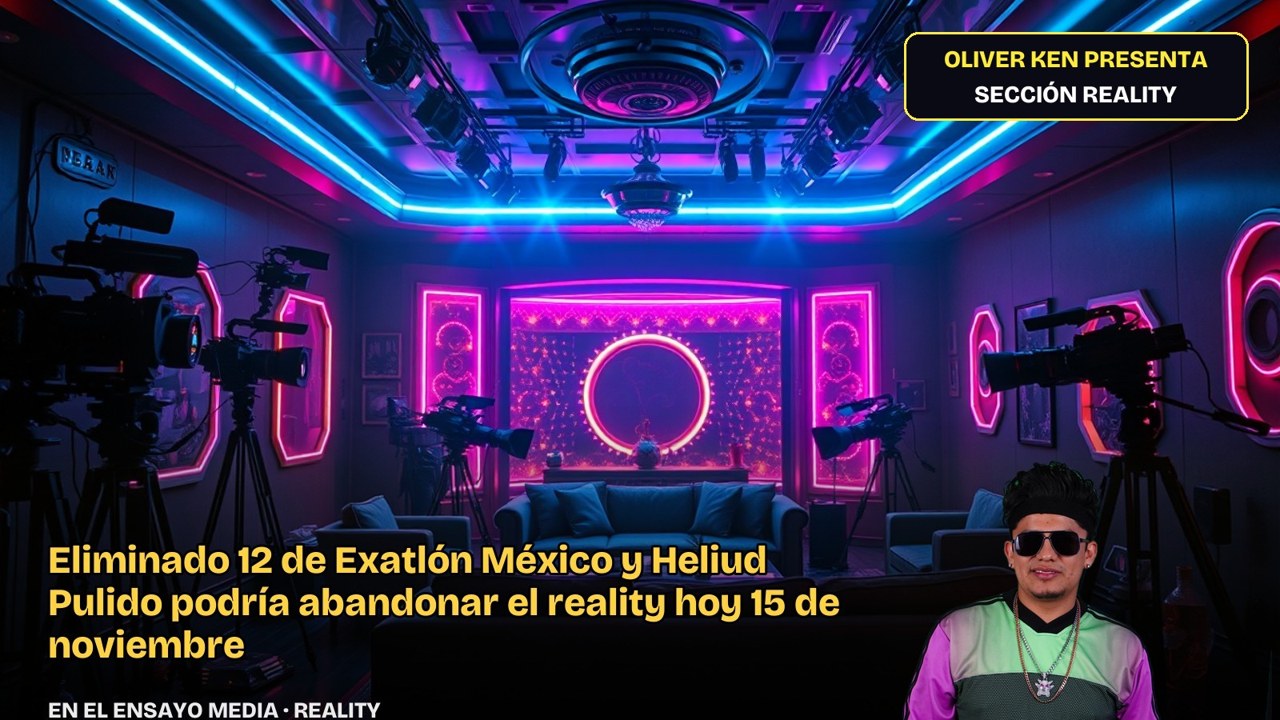 OLIVER KEN PRESENTA
SECCIÓN REALITY
Eliminado 12 de Exatlón México y Heliud
Pulido podría abandonar el reality hoy 15 de
noviembre
EN EL ENSAYO MEDIA · REALITY